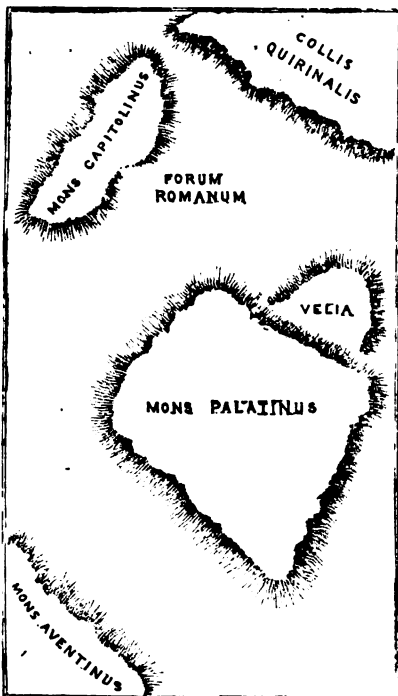 COLLIS
QUIRINALIS
MONS CAPITOLINUS
FORUM
ROMANUM
VELIA
MONS PALATINUS
MONS AVENTINUS